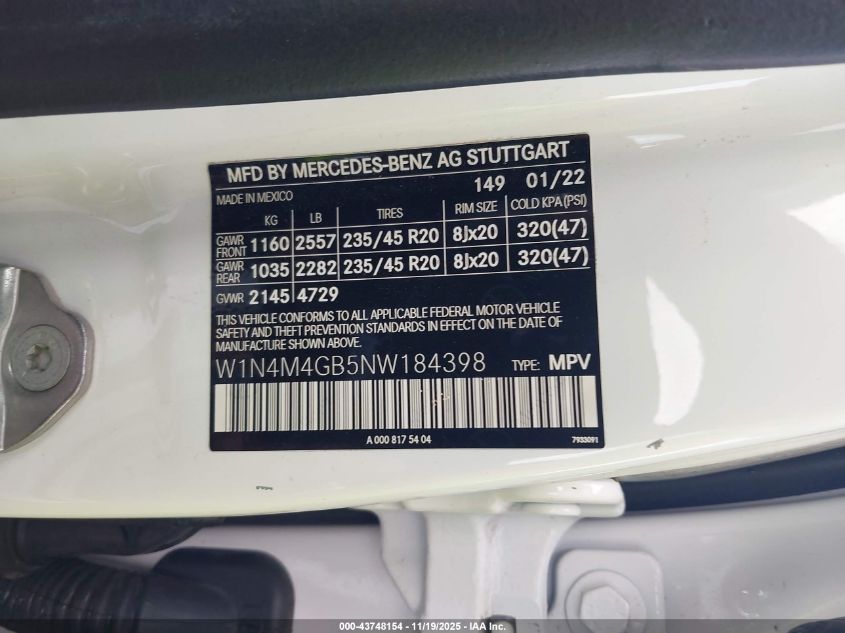 MFD BY MERCEDES-BENZ AG STUTTGART
MADE IN MEXICO 149 01/22
KG LB TIRES RIM SIZE COLD KPA (PSI)
GAWR FRONT 1160 2557 235/45 R20 8Jx20 320(47)
GAWR REAR 1035 2282 235/45 R20 8Jx20 320(47)
GVWR 2145 4729
THIS VEHICLE CONFORMS TO ALL APPLICABLE FEDERAL MOTOR VEHICLE
SAFETY AND THEFT PREVENTION STANDARDS IN EFFECT ON THE DATE OF
MANUFACTURE SHOWN ABOVE.
W1N4M4GB5NW184398 TYPE: MPV
A 000 817 54 04 7933091
000-43748154 - 11/19/2025 - IAA Inc.